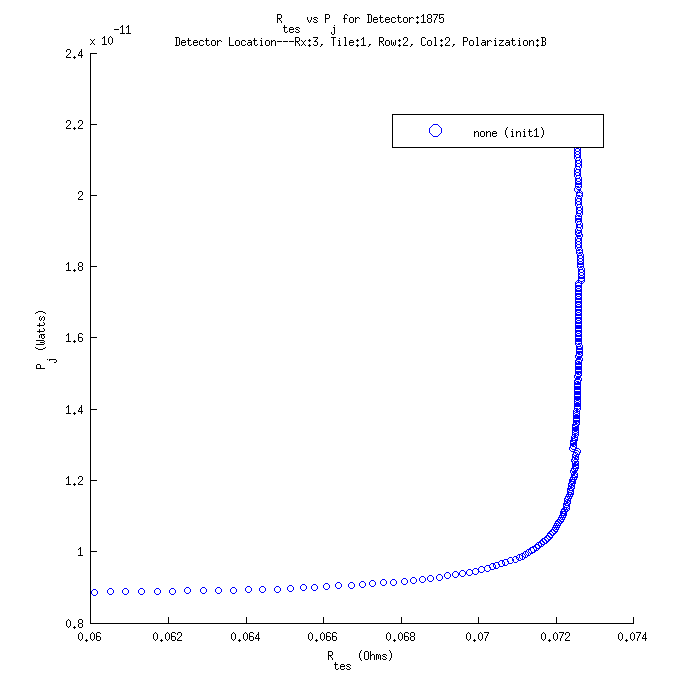 R_tes vs P_j for Detector:1875
Detector Location---Rx:3, Tile:1, Row:2, Col:2, Polarization:B
x 10^-11
2.4
2.2
none (init1)
2
1.8
1.6
P_j (Watts)
1.4
1.2
1
0.8
0.06 0.062 0.064 0.066 0.068 0.07 0.072 0.074
R_tes (Ohms)